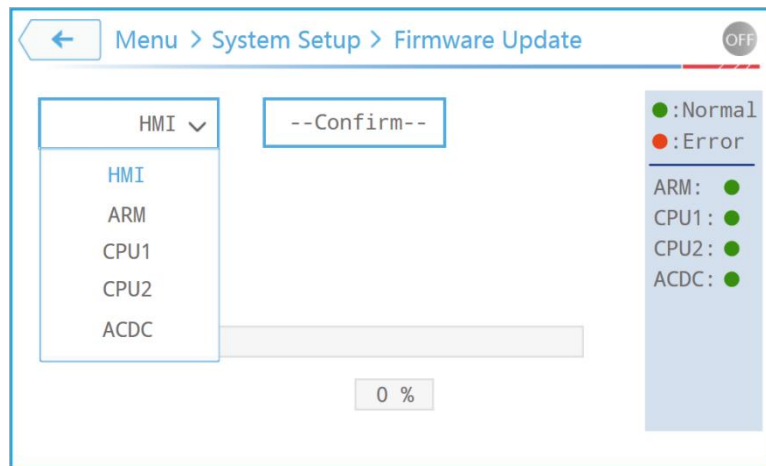 Menu > System Setup > Firmware Update
OFF
HMI
--Confirm--
HMI
ARM
CPU1
CPU2
ACDC
0 %
:Normal
:Error
ARM:
CPU1:
CPU2:
ACDC: